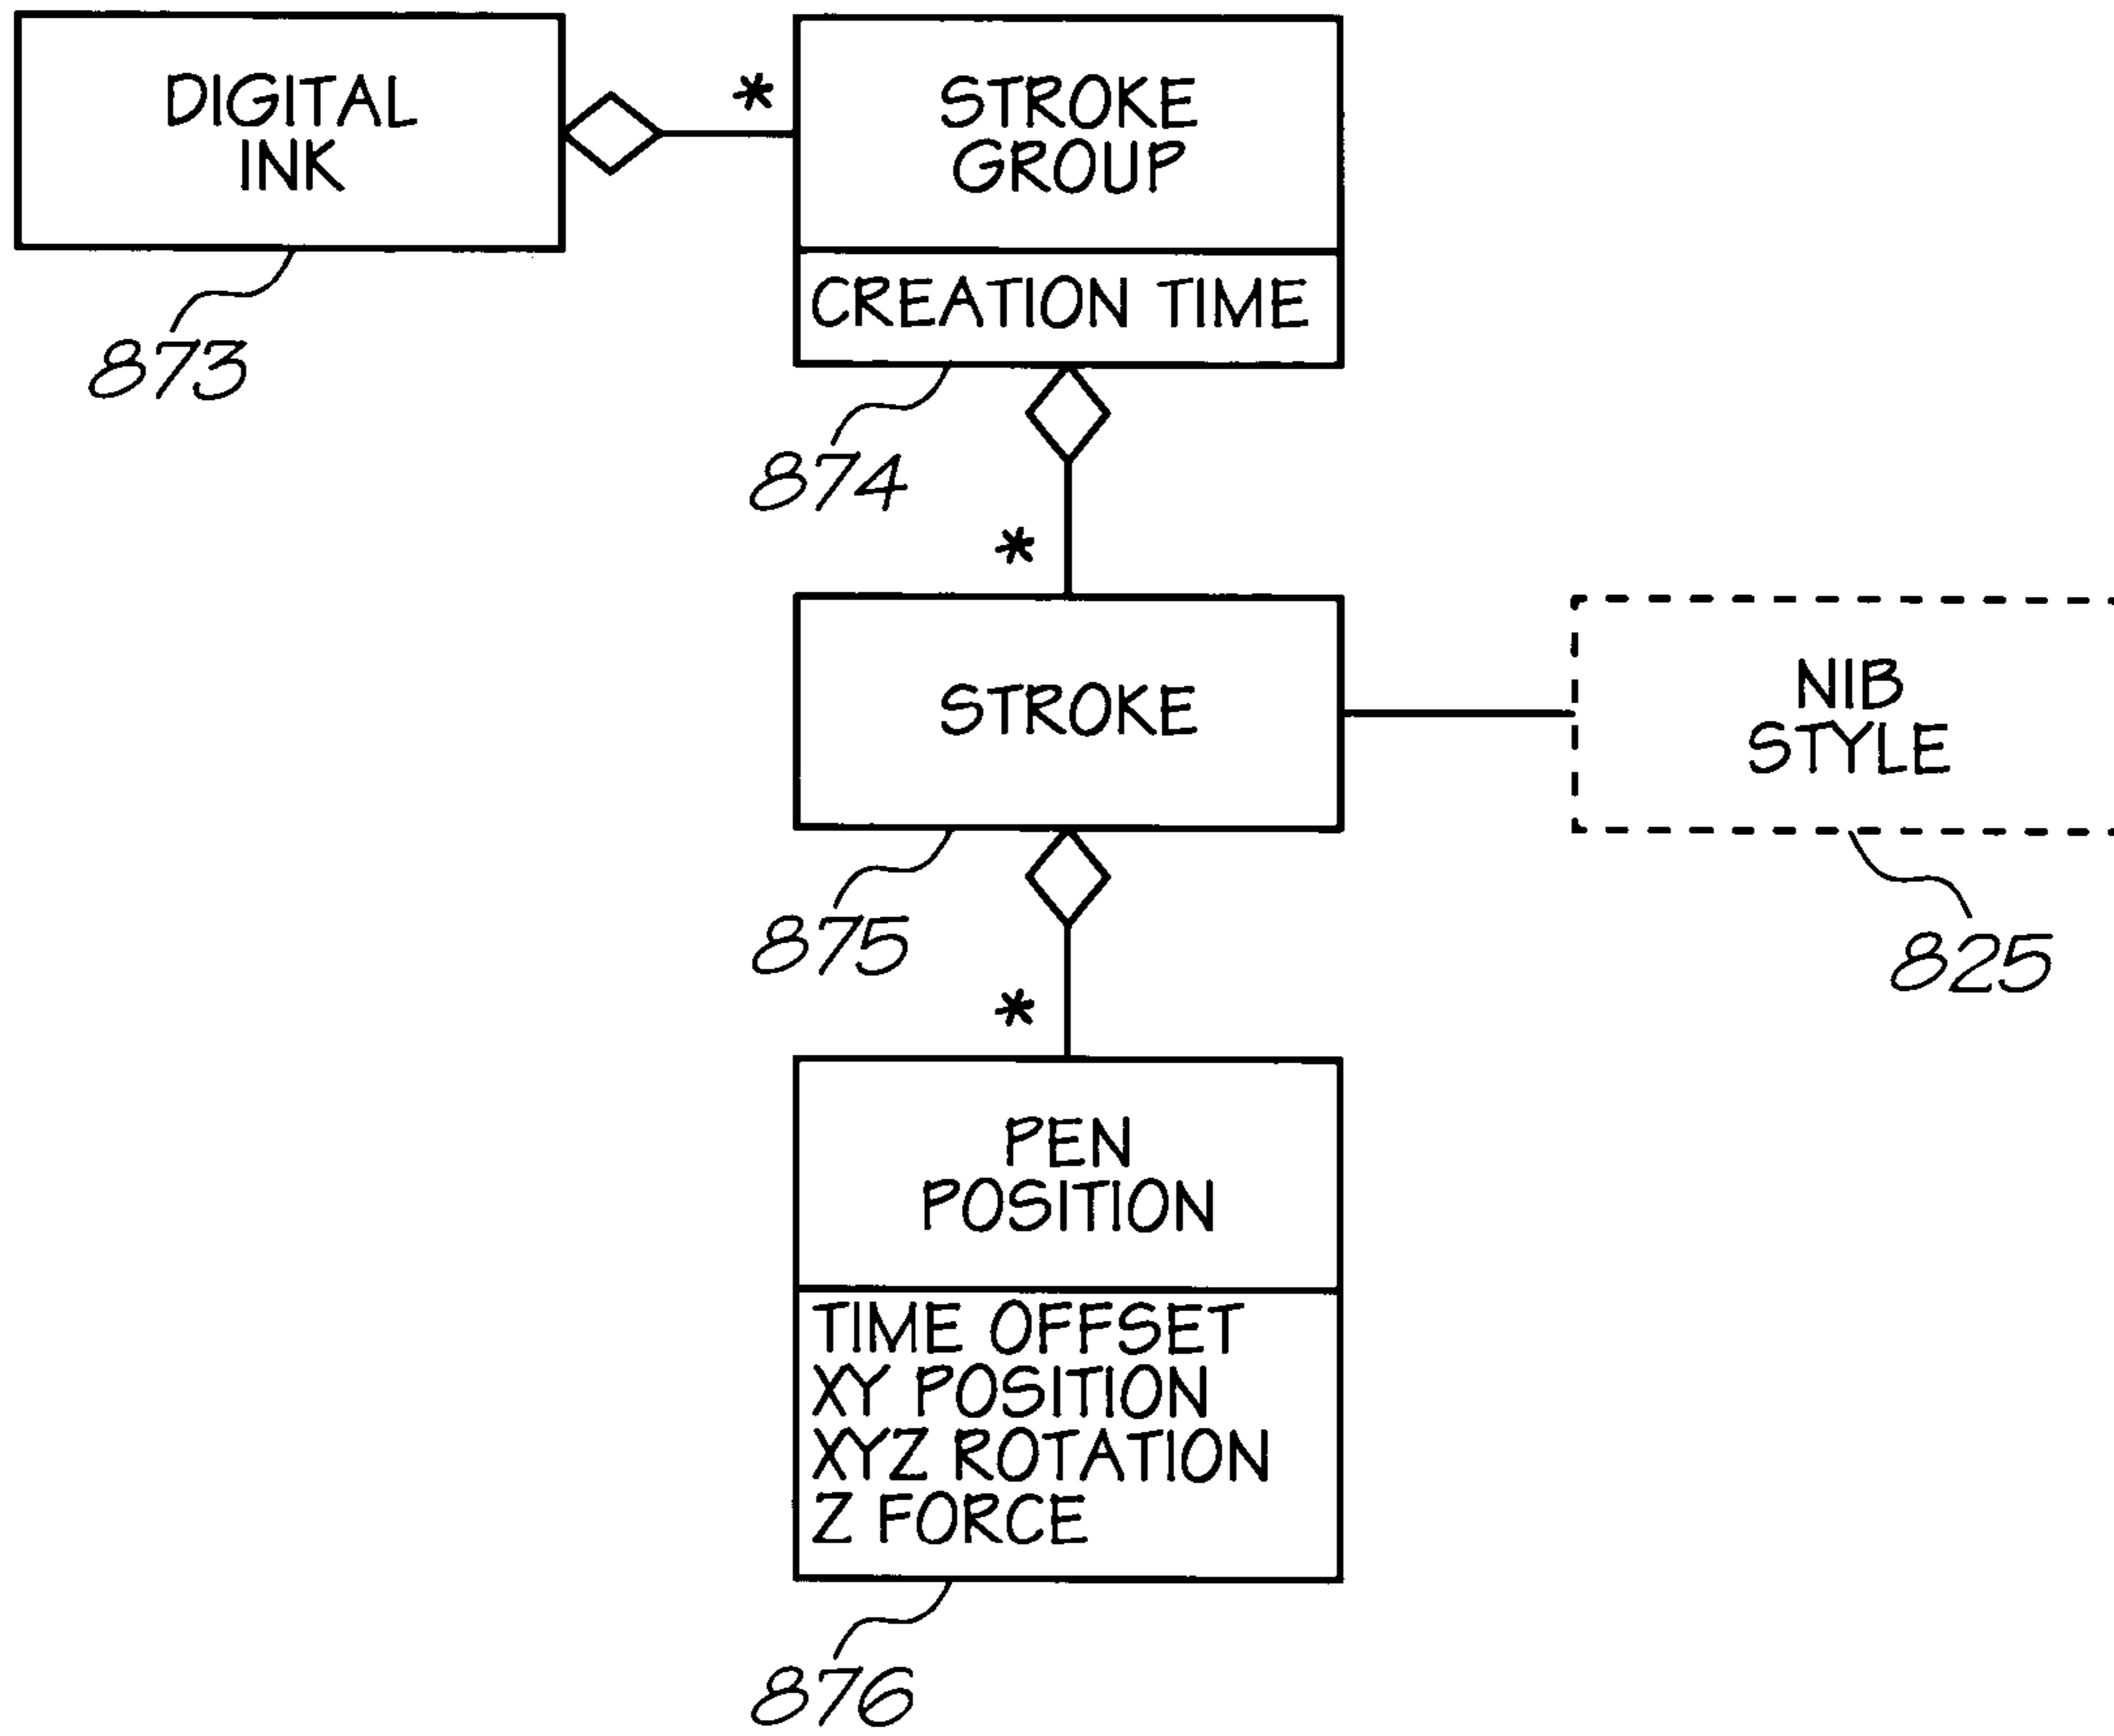 DIGITAL
INK
873
*
STROKE
GROUP
CREATION TIME
874
*
STROKE
875
NIB
STYLE
825
*
PEN
POSITION
TIME OFFSET
XY POSITION
XYZ ROTATION
Z FORCE
876